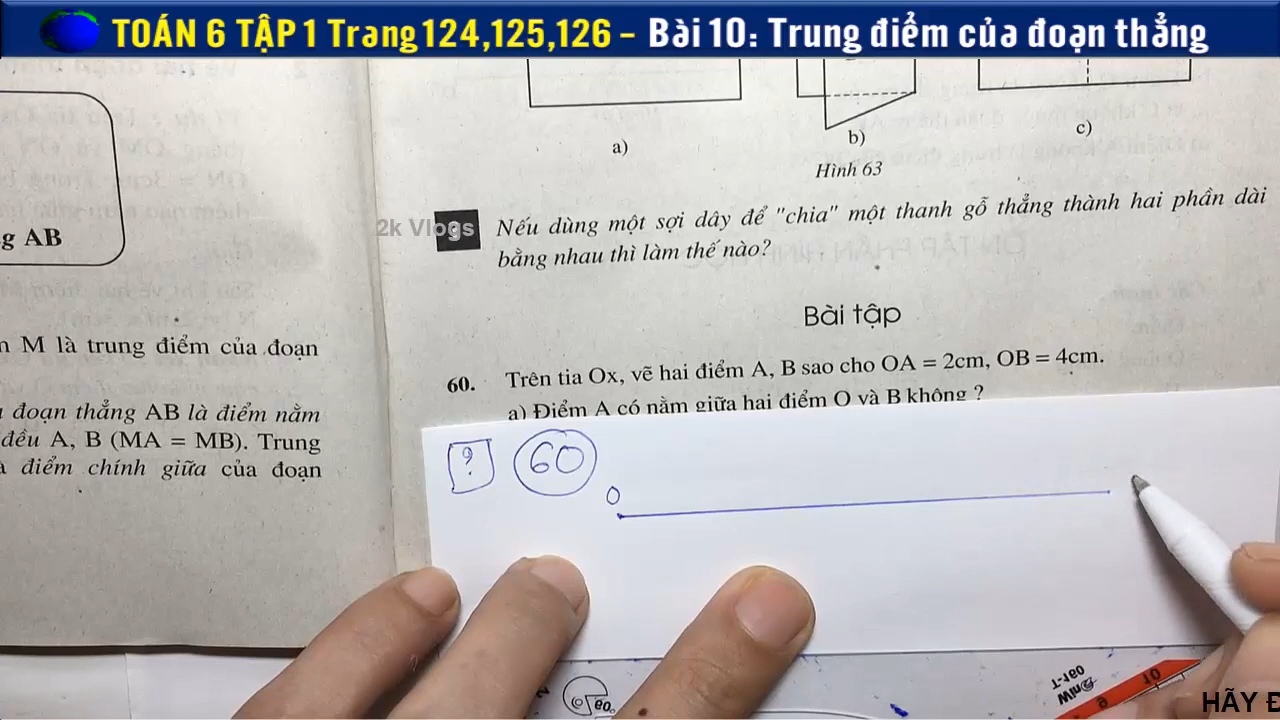 TOÁN 6 TẬP 1 Trang 124,125,126 - Bài 10: Trung điểm của đoạn thẳng
a)
b)
c)
Hình 63
2k Vlogs
?
Nếu dùng một sợi dây để "chia" một thanh gỗ thẳng thành hai phần dài
bằng nhau thì làm thế nào?
Bài tập
60. Trên tia Ox, vẽ hai điểm A, B sao cho OA = 2cm, OB = 4cm.
a) Điểm A có nằm giữa hai điểm O và B không ?
g AB
M là trung điểm của đoạn
đoạn thẳng AB là điểm nằm
đều A, B (MA = MB). Trung
điểm chính giữa của đoạn
? 60
O
HÃY Đ